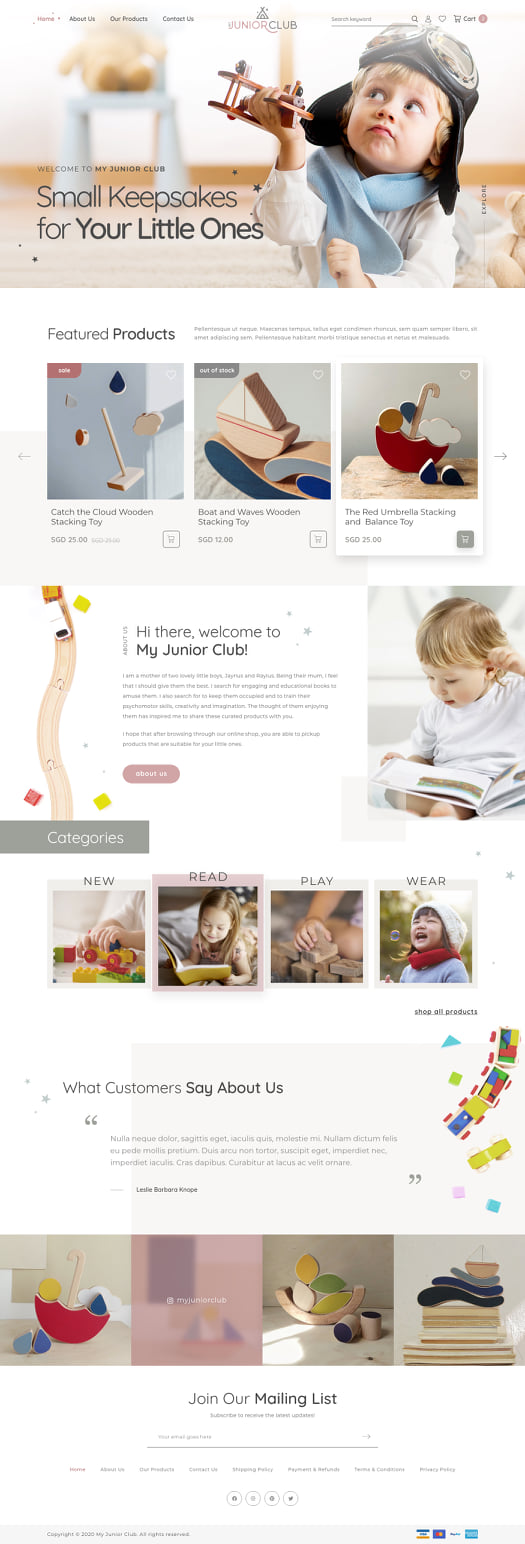 Home
About Us
Our Products
Contact Us
JUNIORCLUB
Search keyword
Cart
WELCOME TO MY JUNIOR CLUB
Small Keepsakes
for Your Little Ones
EXPLORE
Featured Products
Pellentesque ut neque. Maecenas tempus, tellus eget condimen rhoncus, sem quam semper libero, sit
amet adipiscing sem. Pellentesque habitant morbi tristique senectus et netus et malesuada.
sale
out of stock
Catch the Cloud Wooden
Stacking Toy
SGD 25.00 SGD 29.00
Boat and Waves Wooden
Stacking Toy
SGD 12.00
The Red Umbrella Stacking
and Balance Toy
SGD 25.00
ABOUT US
Hi there, welcome to
My Junior Club!
I am a mother of two lovely little boys, Jaynus and Raynus. Being their mum, I feel
that I should give them the best. I search for engaging and educational books to
amuse them. I also search for to keep them occupied and to train their
psychomotor skills, creativity and imagination. The thought of them enjoying
them has inspired me to share these curated products with you.
I hope that after browsing through our online shop, you are able to pickup
products that are suitable for your little ones.
about us
Categories
NEW
READ
PLAY
WEAR
shop all products
What Customers Say About Us
“
Nulla neque dolor, sagittis eget, iaculis quis, molestie mi. Nullam dictum felis
eu pede mollis pretium. Duis arcu non tortor, suscipit eget, imperdiet nec,
imperdiet iaculis. Cras dapibus. Curabitur at lacus ac velit ornare.
”
Leslie Barbara Knope
myjuniorclub
Join Our Mailing List
Subscribe to receive the latest updates!
Your email goes here
Home
About Us
Our Products
Contact Us
Shipping Policy
Payment & Refunds
Terms & Conditions
Privacy Policy
Copyright © 2020 My Junior Club. All rights reserved.
VISA
PayPal